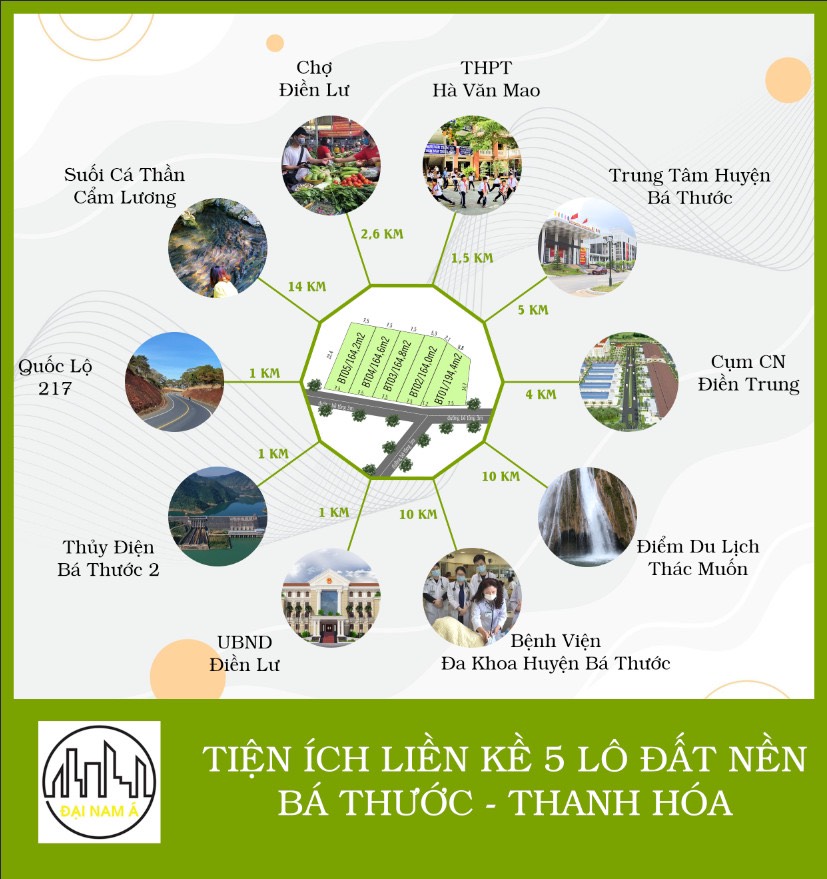 Chợ
Điền Lư
THPT
Hà Văn Mao
Suối Cá Thần
Cẩm Lương
Trung Tâm Huyện
Bá Thước
2,6 KM
1,5 KM
14 KM
5 KM
Quốc Lộ
217
1 KM
BT05/164,2m2
BT04/164,6m2
BT03/164,8m2
BT02/164,0m2
BT01/194,4m2
4 KM
Cụm CN
Điền Trung
1 KM
10 KM
Thủy Điện
Bá Thước 2
1 KM
10 KM
Điểm Du Lịch
Thác Muốn
UBND
Điền Lư
Bệnh Viện
Đa Khoa Huyện Bá Thước
ĐẠI NAM Á
TIỆN ÍCH LIỀN KỀ 5 LÔ ĐẤT NỀN
BÁ THƯỚC - THANH HÓA